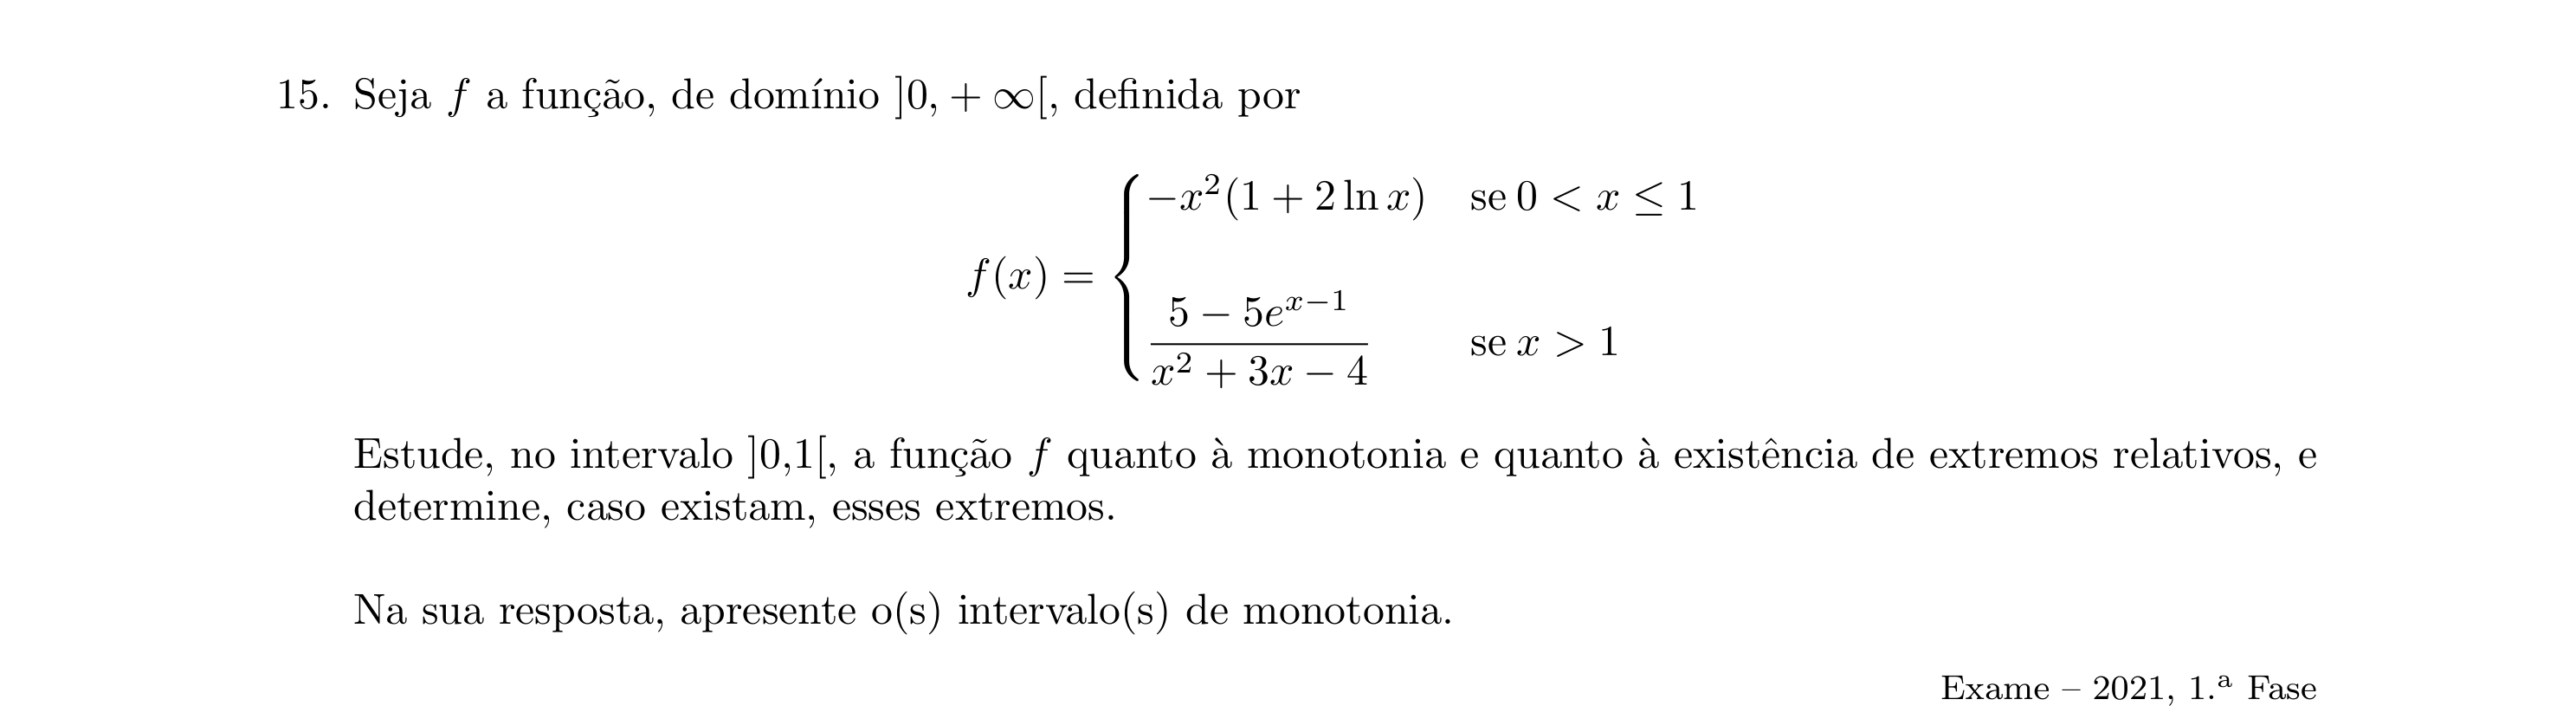 15. Seja f a função, de domínio ]0, + ∞[, definida por
f(x) = { −x²(1 + 2 ln x) se 0 < x ≤ 1
(5 − 5e^{x−1}) / (x² + 3x − 4) se x > 1
Estude, no intervalo ]0,1[, a função f quanto à monotonia e quanto à existência de extremos relativos, e
determine, caso existam, esses extremos.
Na sua resposta, apresente o(s) intervalo(s) de monotonia.
Exame – 2021, 1.ª Fase